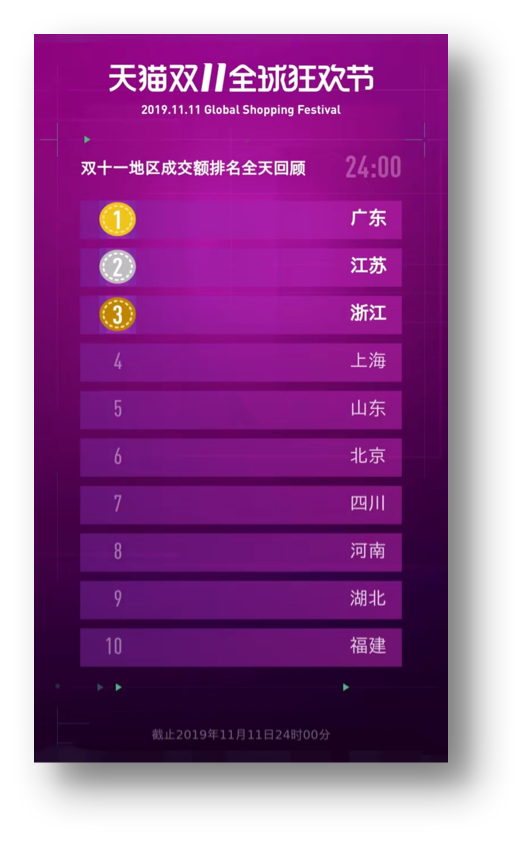 天猫双11全球狂欢节
2019.11.11 Global Shopping Festival
双十一地区成交额排名全天回顾 24:00
1 广东
2 江苏
3 浙江
4 上海
5 山东
6 北京
7 四川
8 河南
9 湖北
10 福建
截止2019年11月11日24时00分